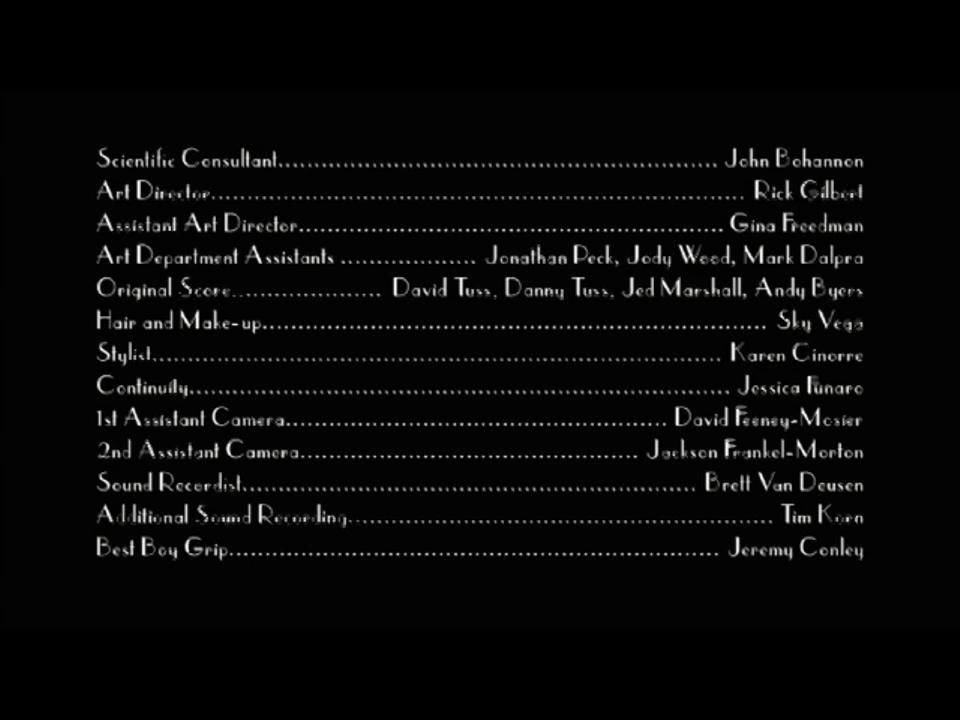 Scientific Consultant.................................................. John Bohannon
Art Director............................................................. Rick Gilbert
Assistant Art Director................................................ Gina Freedman
Art Department Assistants ................ Jonathan Peck, Jody Wood, Mark Dalpra
Original Score................. David Tuss, Danny Tuss, Jed Marshall, Andy Byers
Hair and Make-up......................................................... Sky Vega
Stylist................................................................. Karen Cinorre
Continuity.............................................................. Jessica Funaro
1st Assistant Camera........................................... David Feeney-Mosier
2nd Assistant Camera...................................... Jackson Frankel-Morton
Sound Recordist.................................................... Brett Van Deusen
Additional Sound Recording................................................ Tim Korn
Best Boy Grip....................................................... Jeremy Conley